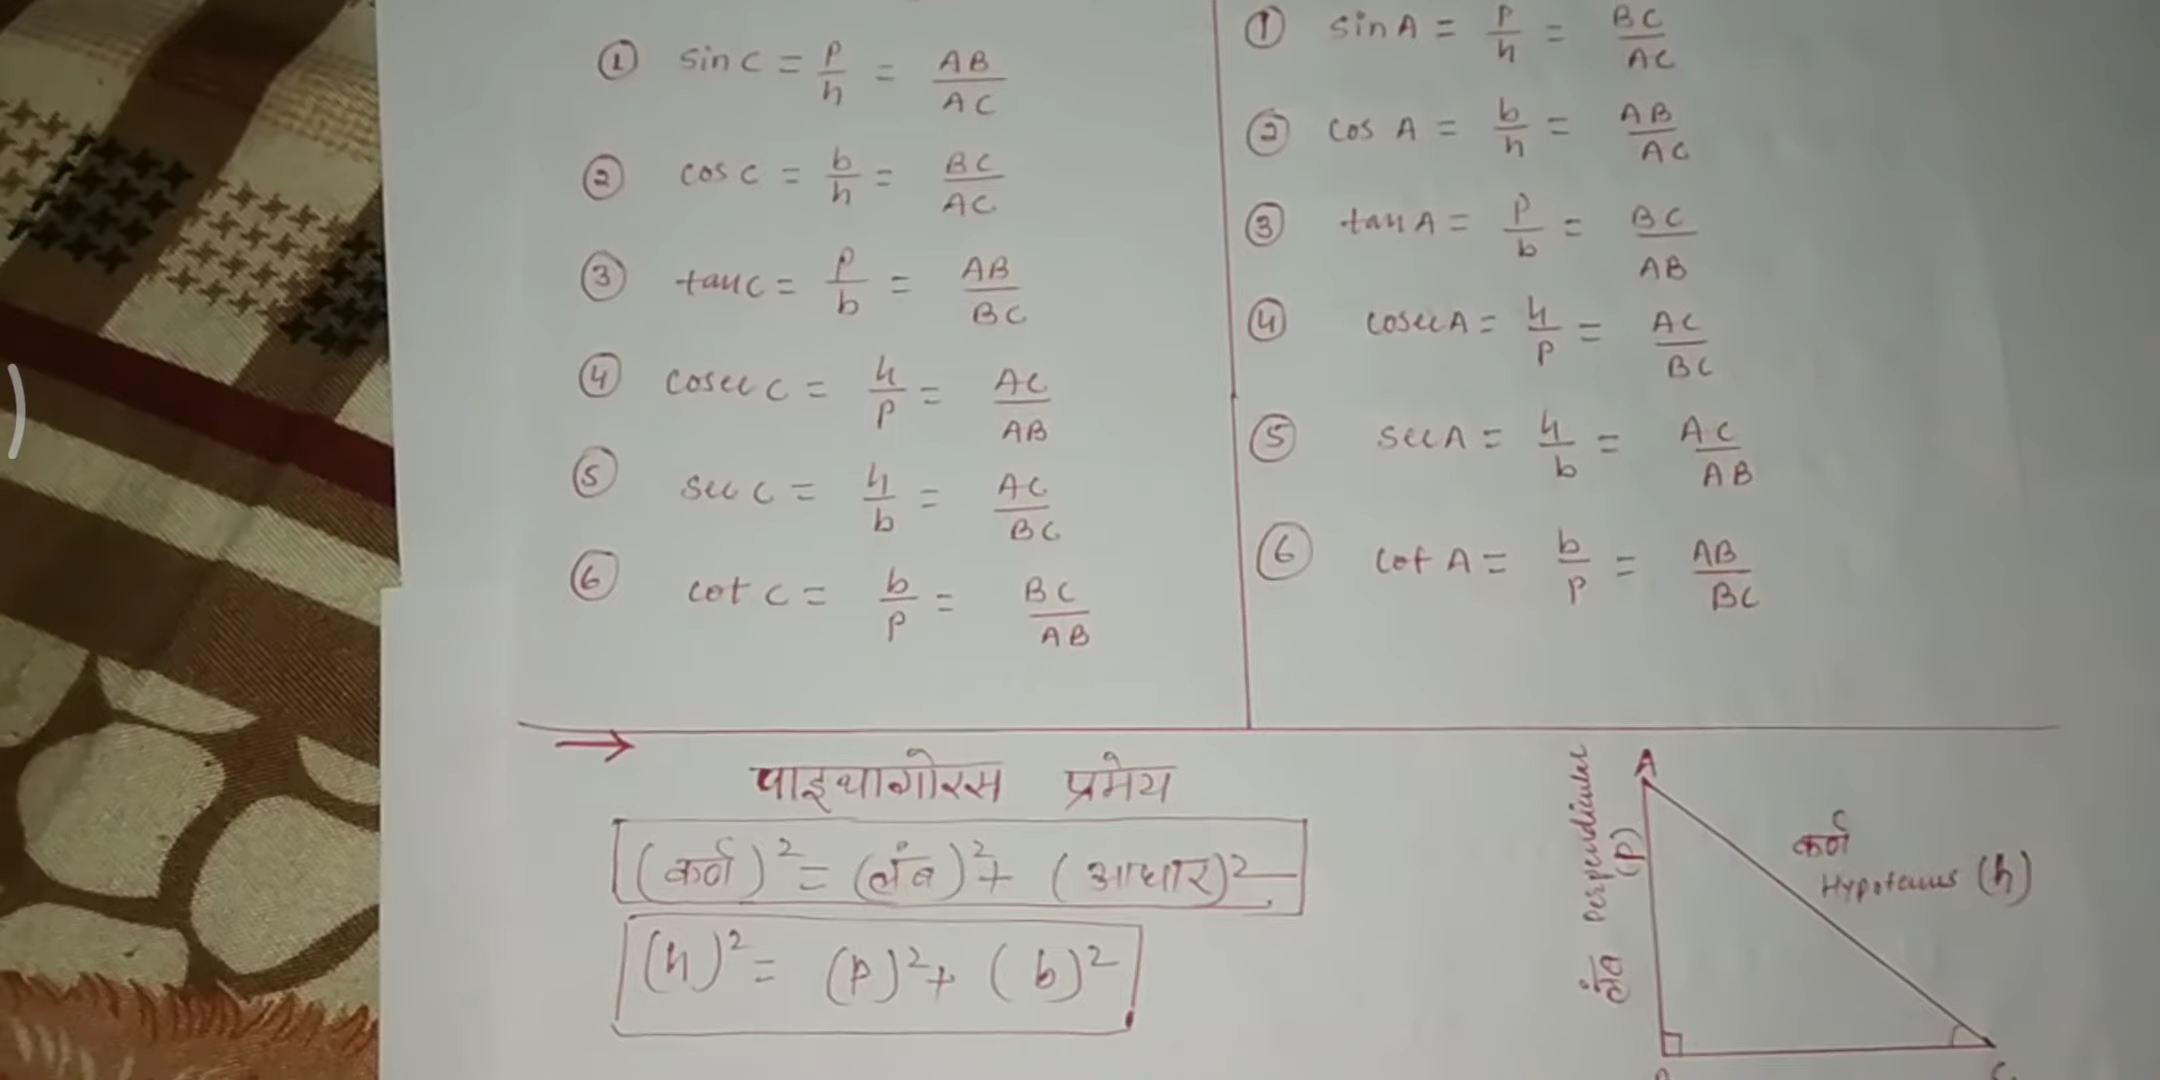 ① sin C = p/h = AB/AC
② cos C = b/h = BC/AC
③ tan C = p/b = AB/BC
④ cosec C = h/p = AC/AB
⑤ sec C = h/b = AC/BC
⑥ cot C = b/p = BC/AB
① sin A = p/h = BC/AC
② cos A = b/h = AB/AC
③ tan A = p/b = BC/AB
④ cosec A = h/p = AC/BC
⑤ sec A = h/b = AC/AB
⑥ cot A = b/p = AB/BC
→ पाइथागोरस प्रमेय
(कर्ण)² = (लंब)² + (आधार)²
(h)² = (p)² + (b)²
A
लंब perpendicular (p)
कर्ण
Hypotenus (h)